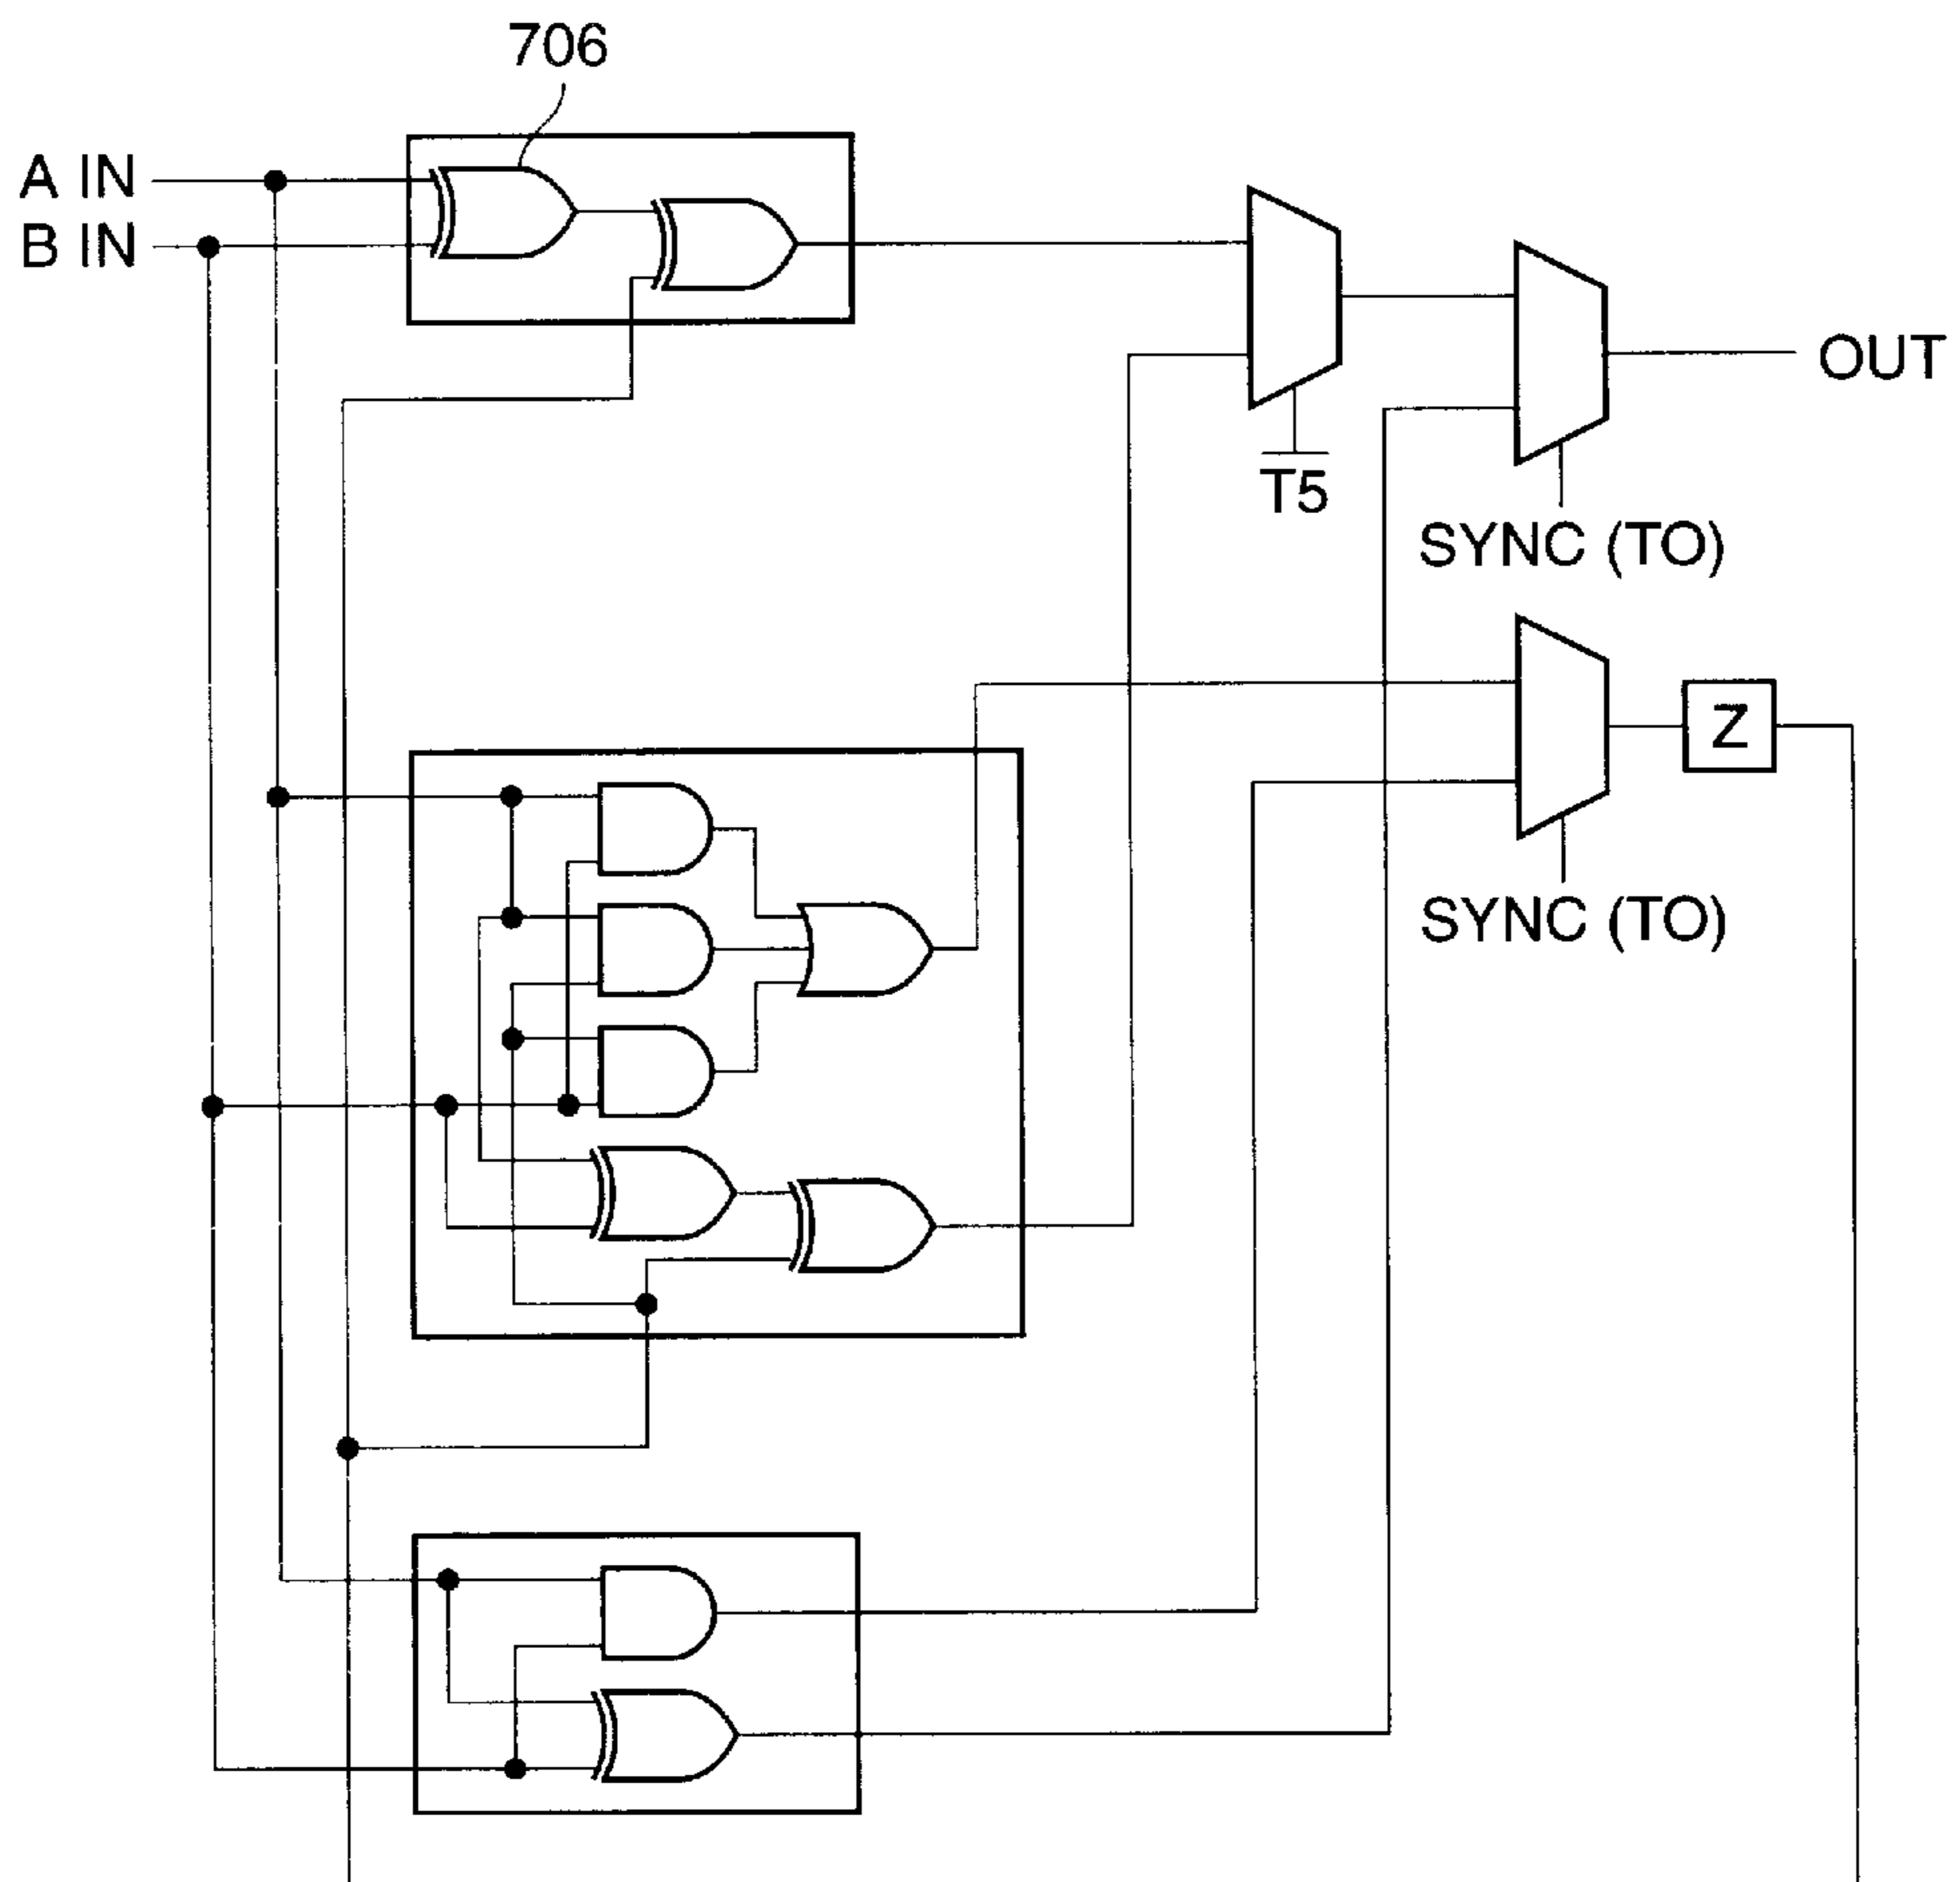 706
A IN
B IN
OUT
T5
SYNC (TO)
Z
SYNC (TO)